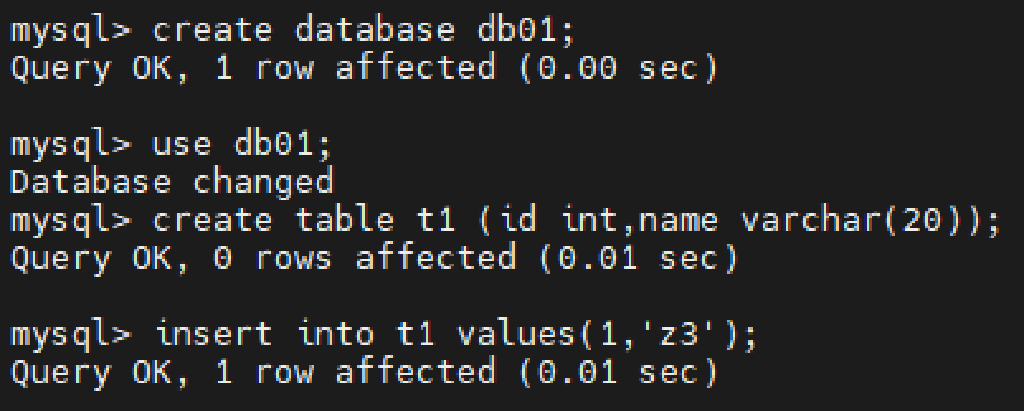 mysql> create database db01;
Query OK, 1 row affected (0.00 sec)
mysql> use db01;
Database changed
mysql> create table t1 (id int,name varchar(20));
Query OK, 0 rows affected (0.01 sec)
mysql> insert into t1 values(1,'z3');
Query OK, 1 row affected (0.01 sec)